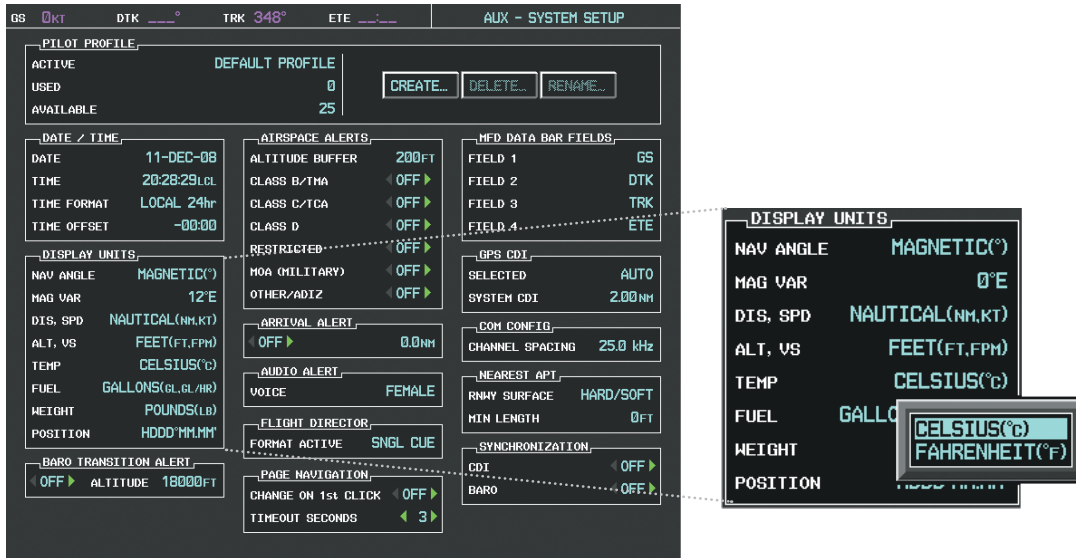 GS 0KT DTK ___° TRK 348° ETE __:__ AUX - SYSTEM SETUP
PILOT PROFILE
ACTIVE DEFAULT PROFILE
USED 0
AVAILABLE 25
CREATE… DELETE… RENAME…
DATE / TIME
DATE 11-DEC-08
TIME 20:28:29LCL
TIME FORMAT LOCAL 24hr
TIME OFFSET -00:00
DISPLAY UNITS
NAV ANGLE MAGNETIC(°)
MAG VAR 12°E
DIS, SPD NAUTICAL(NM,KT)
ALT, VS FEET(FT,FPM)
TEMP CELSIUS(°C)
FUEL GALLONS(GL,GL/HR)
WEIGHT POUNDS(LB)
POSITION HDDD°MM.MM'
BARO TRANSITION ALERT
OFF ALTITUDE 18000FT
AIRSPACE ALERTS
ALTITUDE BUFFER 200FT
CLASS B/TMA OFF
CLASS C/TCA OFF
CLASS D OFF
RESTRICTED OFF
MOA (MILITARY) OFF
OTHER/ADIZ OFF
ARRIVAL ALERT
OFF 0.0NM
AUDIO ALERT
VOICE FEMALE
FLIGHT DIRECTOR
FORMAT ACTIVE SNGL CUE
PAGE NAVIGATION
CHANGE ON 1st CLICK OFF
TIMEOUT SECONDS 3
MFD DATA BAR FIELDS
FIELD 1 GS
FIELD 2 DTK
FIELD 3 TRK
FIELD 4 ETE
GPS CDI
SELECTED AUTO
SYSTEM CDI 2.00NM
COM CONFIG
CHANNEL SPACING 25.0 kHz
NEAREST APT
RNWY SURFACE HARD/SOFT
MIN LENGTH 0FT
SYNCHRONIZATION
CDI OFF
BARO OFF
DISPLAY UNITS
NAV ANGLE MAGNETIC(°)
MAG VAR 0°E
DIS, SPD NAUTICAL(NM,KT)
ALT, VS FEET(FT,FPM)
TEMP CELSIUS(°C)
FUEL GALLO
CELSIUS(°C)
FAHRENHEIT(°F)
WEIGHT
POSITION